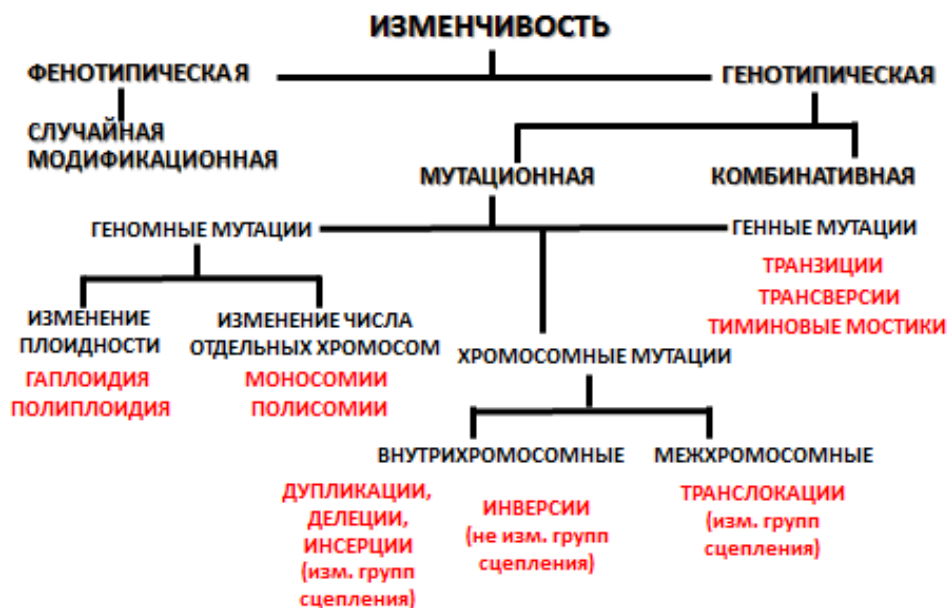 ИЗМЕНЧИВОСТЬ
ФЕНОТИПИЧЕСКАЯ
ГЕНОТИПИЧЕСКАЯ
СЛУЧАЙНАЯ
МОДИФИКАЦИОННАЯ
МУТАЦИОННАЯ
КОМБИНАТИВНАЯ
ГЕНОМНЫЕ МУТАЦИИ
ГЕННЫЕ МУТАЦИИ
ТРАНЗИЦИИ
ТРАНСВЕРСИИ
ТИМИНОВЫЕ МОСТИКИ
ИЗМЕНЕНИЕ
ПЛОИДНОСТИ
ГАПЛОИДИЯ
ПОЛИПЛОИДИЯ
ИЗМЕНЕНИЕ ЧИСЛА
ОТДЕЛЬНЫХ ХРОМОСОМ
МОНОСОМИИ
ПОЛИСОМИИ
ХРОМОСОМНЫЕ МУТАЦИИ
ВНУТРИХРОМОСОМНЫЕ
МЕЖХРОМОСОМНЫЕ
ДУПЛИКАЦИИ,
ДЕЛЕЦИИ,
ИНСЕРЦИИ
(изм. групп
сцепления)
ИНВЕРСИИ
(не изм. групп
сцепления)
ТРАНСЛОКАЦИИ
(изм. групп
сцепления)